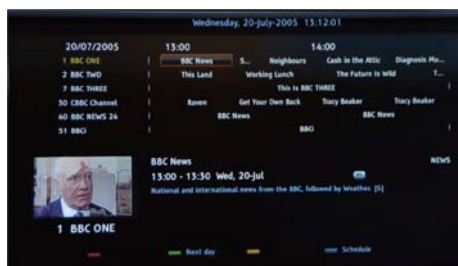 Wednesday, 20-July-2005 13:12:01
20/07/2005 13:00 14:00
1 BBC ONE BBC News S... Neighbours Cash in the Attic Diagnosis Mu...
2 BBC TWO This Land Working Lunch The Future Is Wild T...
7 BBC THREE This is BBC THREE
30 CBBC Channel Raven Get Your Own Back Tracy Beaker Tracy Beaker
40 BBC NEWS 24 BBC News BBC News
51 BBCi BBCi
BBC News NEWS
13:00 - 13:30 Wed, 20-Jul
National and international news from the BBC, followed by Weather. [S]
1 BBC ONE
Next day Schedule